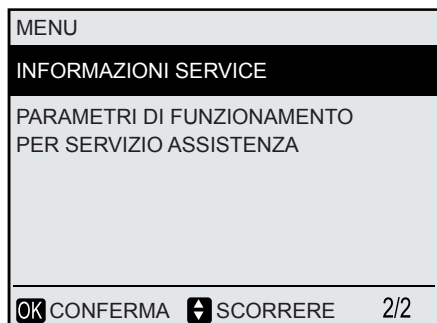 MENU
INFORMAZIONI SERVICE
PARAMETRI DI FUNZIONAMENTO
PER SERVIZIO ASSISTENZA
OK CONFERMA SCORRERE 2/2